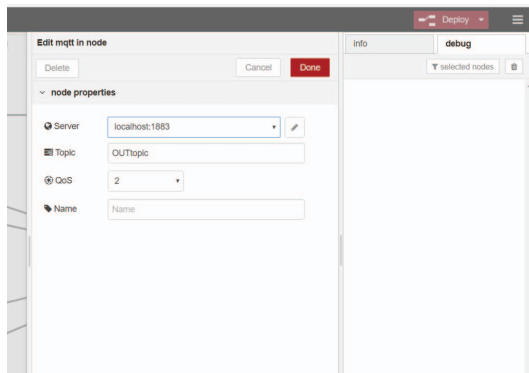 Deploy
Edit mqtt in node
info
debug
Delete
Cancel
Done
selected nodes
node properties
Server
localhost:1883
Topic
OUTtopic
QoS
2
Name
Name